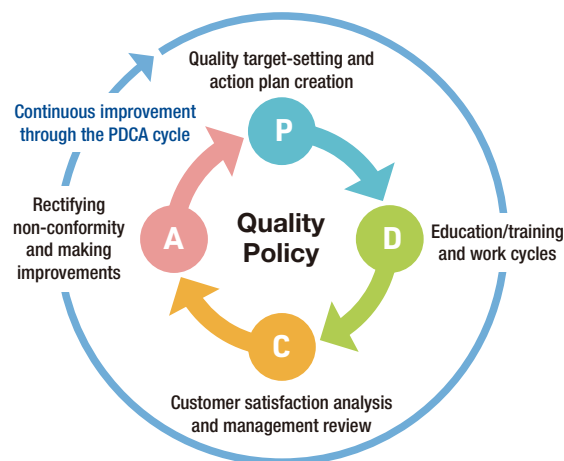 Quality target-setting and
action plan creation
Continuous improvement
through the PDCA cycle
P
Rectifying
non-conformity
and making
improvements
A
Quality
Policy
D
Education/training
and work cycles
C
Customer satisfaction analysis
and management review